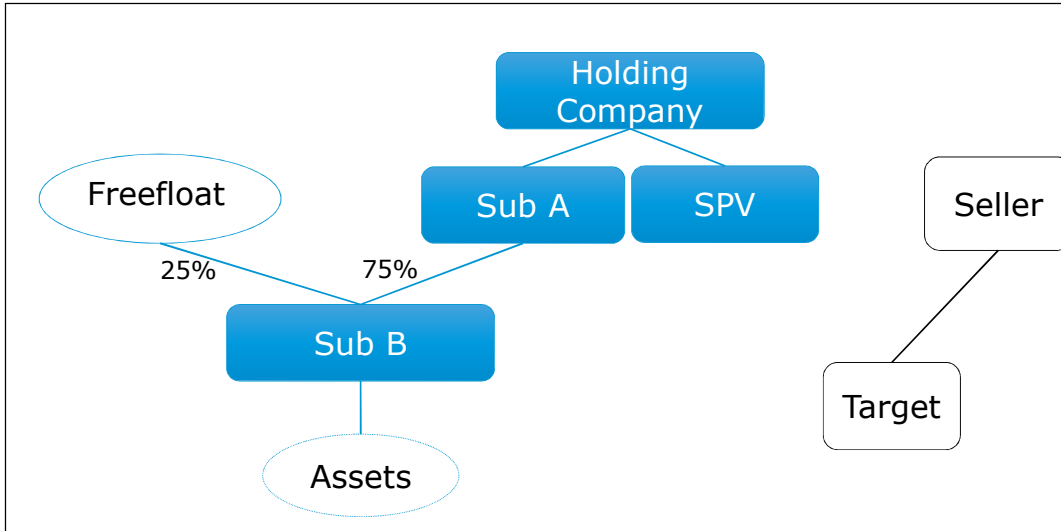 Holding
Company
Freefloat
Sub A
SPV
Seller
25%
75%
Sub B
Target
Assets